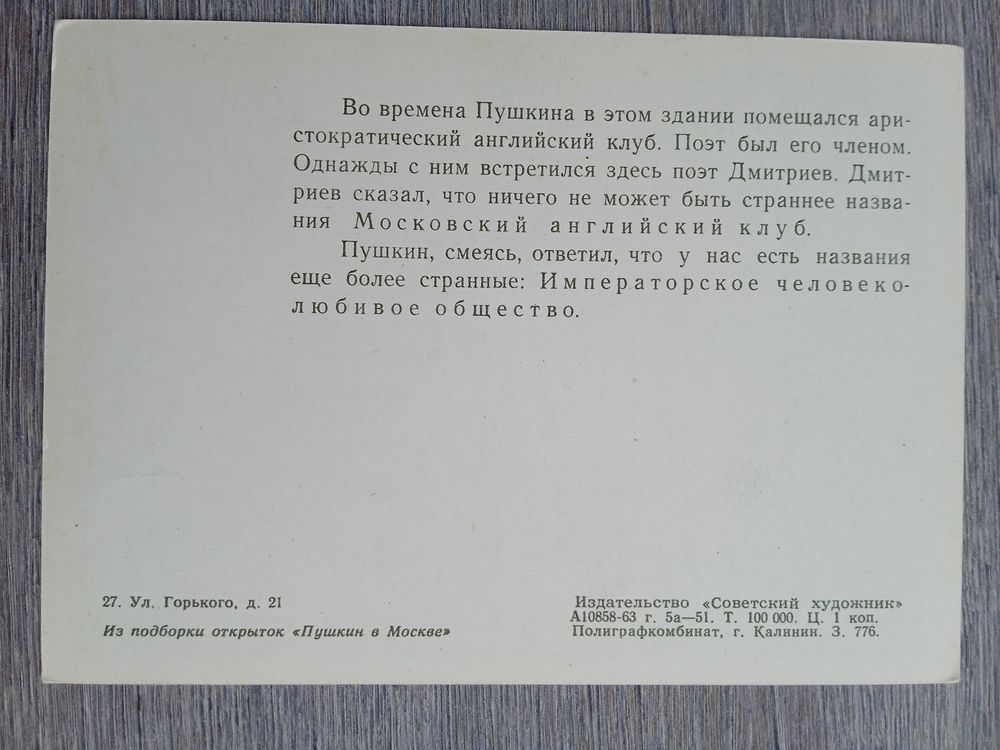 Во времена Пушкина в этом здании помещался ари-
стократический английский клуб. Поэт был его членом.
Однажды с ним встретился здесь поэт Дмитриев. Дмит-
риев сказал, что ничего не может быть страннее назва-
ния Московский английский клуб.
Пушкин, смеясь, ответил, что у нас есть названия
еще более странные: Императорское человеко-
любивое общество.
27. Ул. Горького, д. 21
Из подборки открыток «Пушкин в Москве»
Издательство «Советский художник»
А10858-63 г. 5а—51. Т. 100 000. Ц. 1 коп.
Полиграфкомбинат, г. Калинин. З. 776.